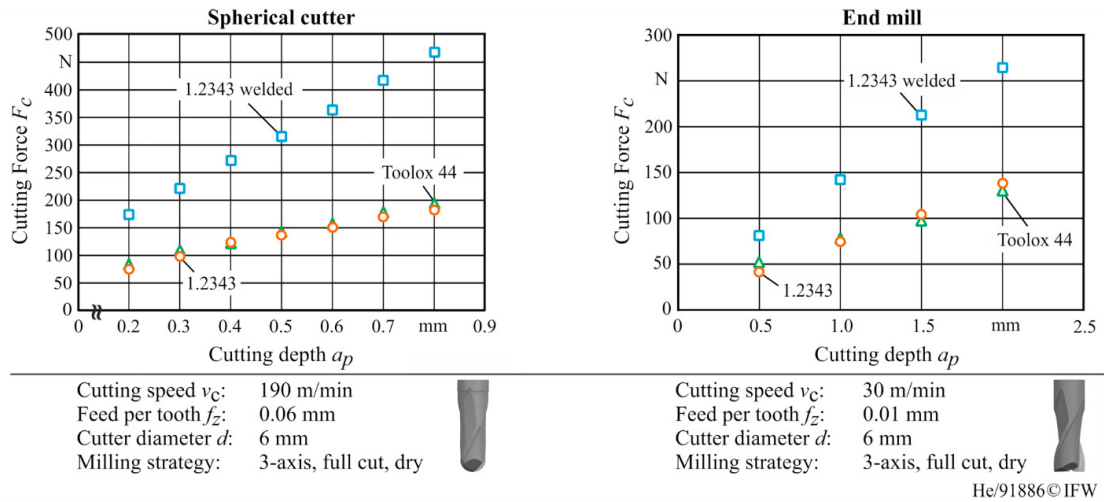 Spherical cutter
500
N
400
350
300
250
200
150
100
50
0
Cutting Force Fc
1.2343 welded
Toolox 44
1.2343
0 0.2 0.3 0.4 0.5 0.6 0.7 mm 0.9
Cutting depth ap
End mill
300
N
200
150
100
50
0
Cutting Force Fc
1.2343 welded
Toolox 44
1.2343
0 0.5 1.0 1.5 mm 2.5
Cutting depth ap
Cutting speed vc: 190 m/min
Feed per tooth fz: 0.06 mm
Cutter diameter d: 6 mm
Milling strategy: 3-axis, full cut, dry
Cutting speed vc: 30 m/min
Feed per tooth fz: 0.01 mm
Cutter diameter d: 6 mm
Milling strategy: 3-axis, full cut, dry
He/91886© IFW